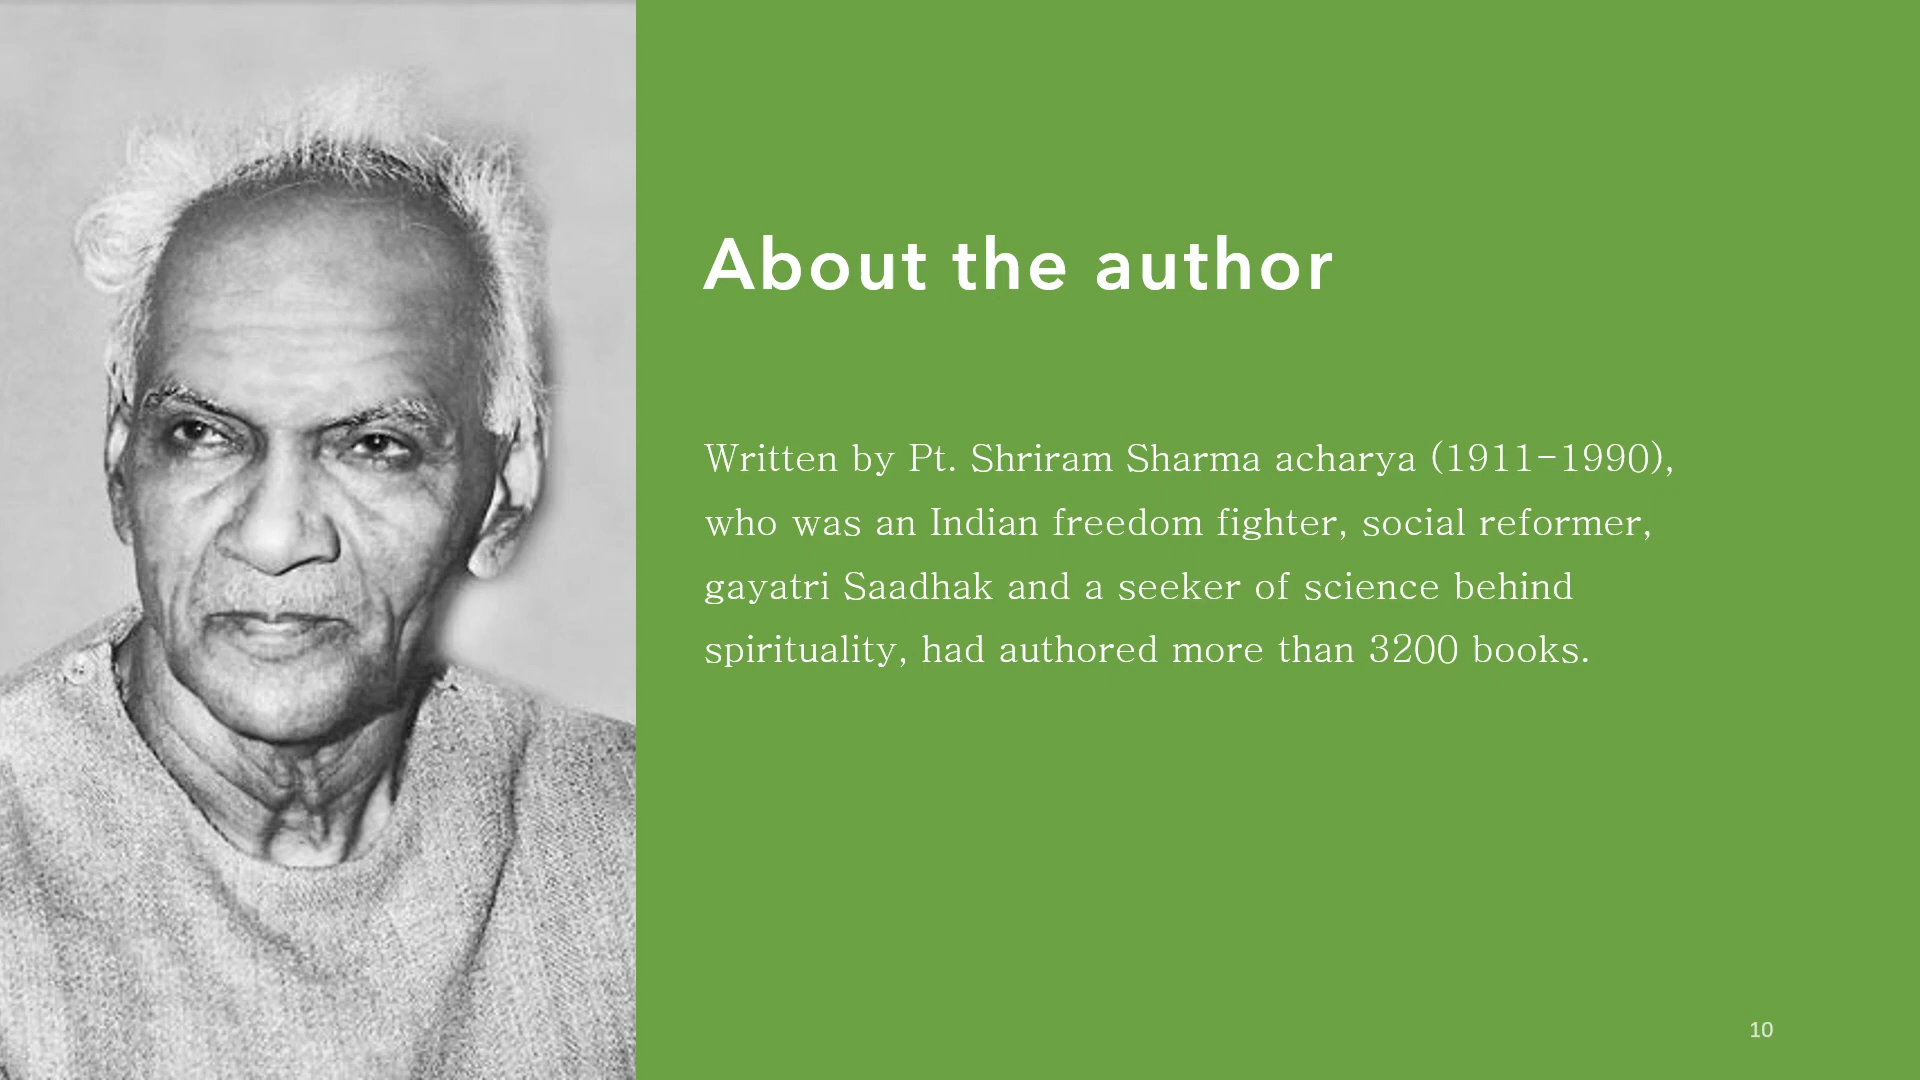 About the author
Written by Pt. Shriram Sharma acharya (1911-1990),
who was an Indian freedom fighter, social reformer,
gayatri Saadhak and a seeker of science behind
spirituality, had authored more than 3200 books.
10